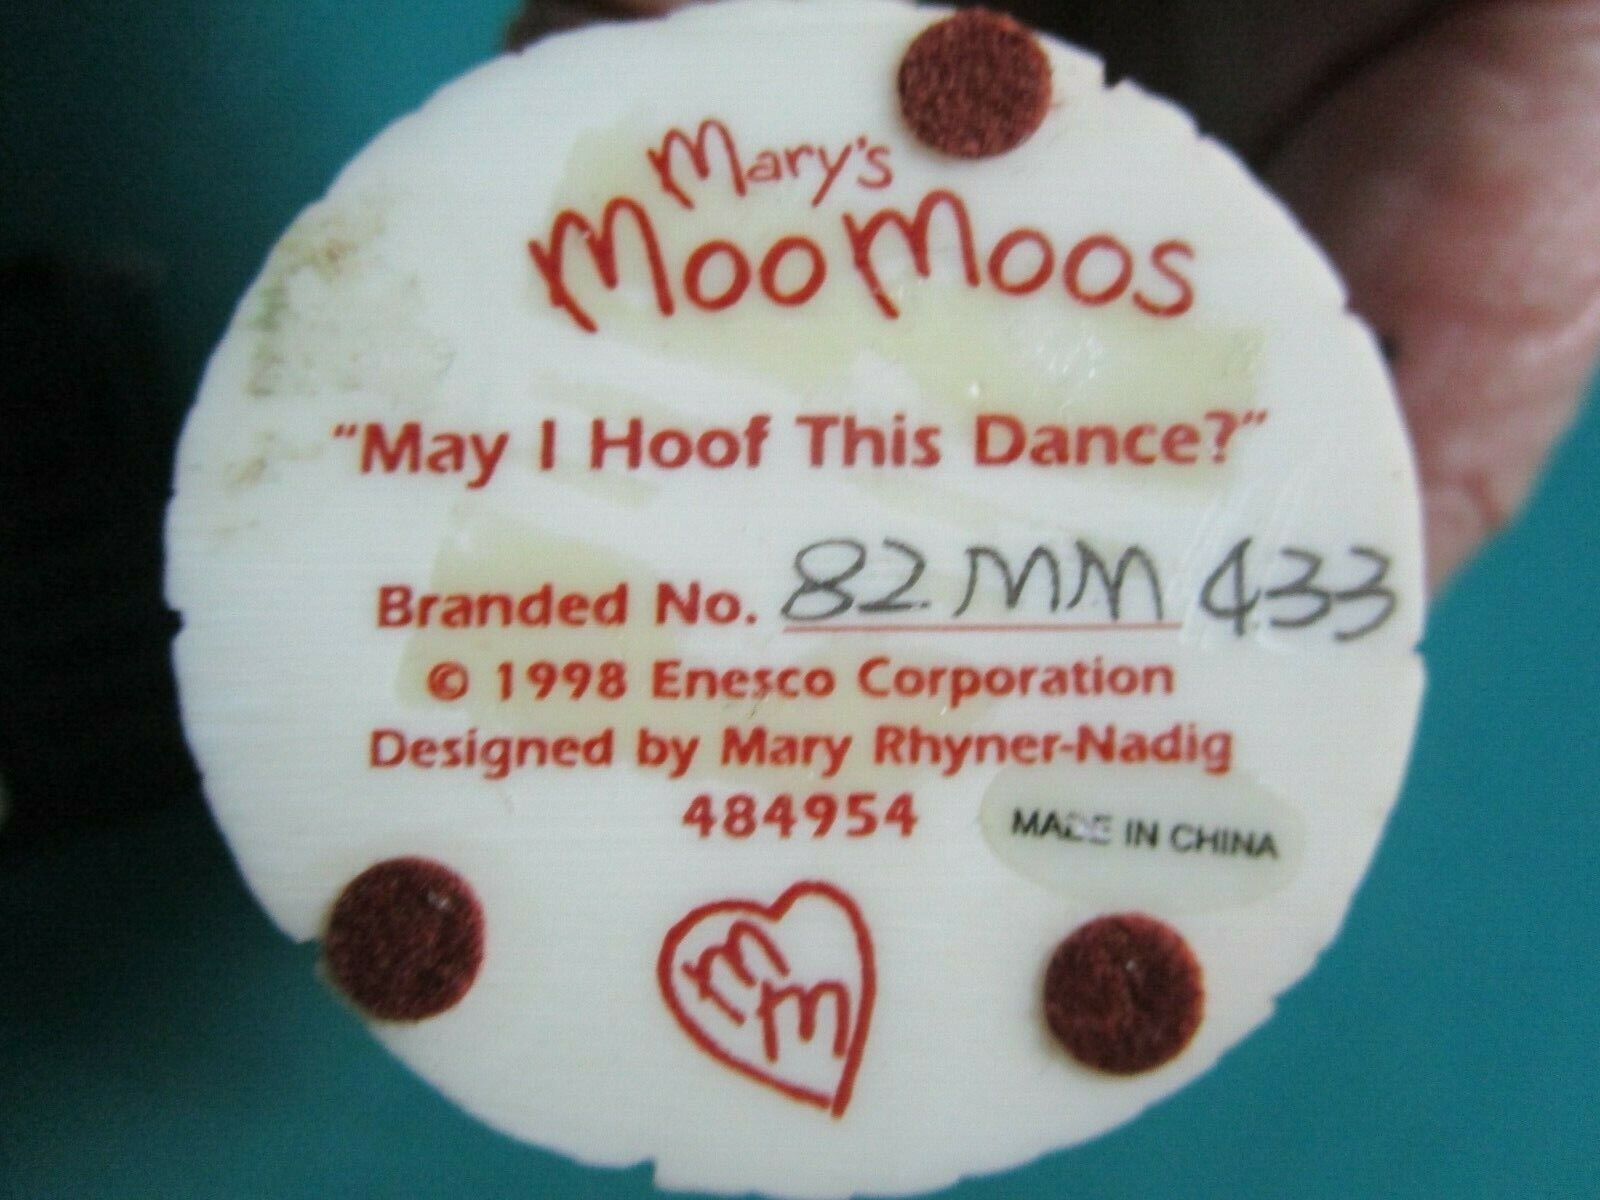 Mary's
Moo Moos
“May I Hoof This Dance?”
Branded No. 82 MM 433
© 1998 Enesco Corporation
Designed by Mary Rhyner-Nadig
484954
MADE IN CHINA
MM